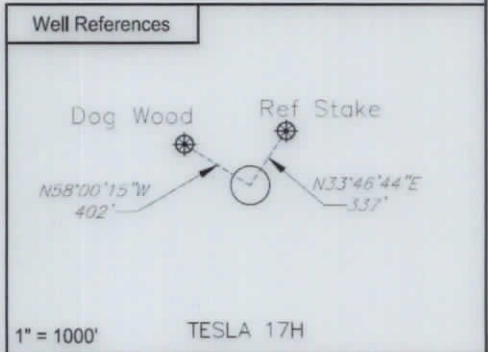 Well References
Dog Wood
Ref Stake
N58°00'15"W
402'
N33°46'44"E
337'
1" = 1000'
TESLA 17H